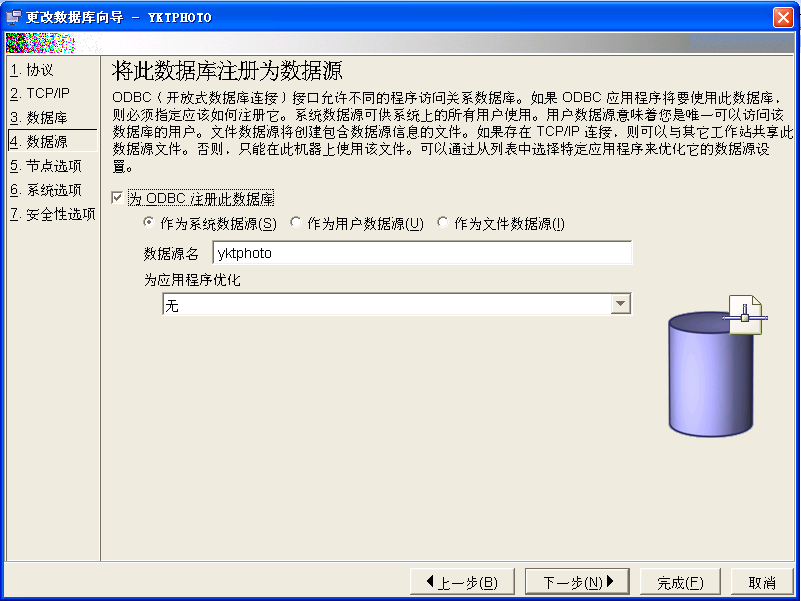 更改数据库向导 - YKTPHOTO
1. 协议
2. TCP/IP
3. 数据库
4. 数据源
5. 节点选项
6. 系统选项
7. 安全性选项
将此数据库注册为数据源
ODBC（开放式数据库连接）接口允许不同的程序访问关系数据库。如果 ODBC 应用程序将要使用此数据库，
则必须指定应该如何注册它。系统数据源可供系统上的所有用户使用。用户数据源意味着您是唯一可以访问该
数据库的用户。文件数据源将创建包含数据源信息的文件。如果存在 TCP/IP 连接，则可以与其它工作站共享此
数据源文件。否则，只能在此机器上使用该文件。可以通过从列表中选择特定应用程序来优化它的数据源设
置。
为 ODBC 注册此数据库
作为系统数据源(S) 作为用户数据源(U) 作为文件数据源(I)
数据源名 yktphoto
为应用程序优化
无
上一步(B) 下一步(N) 完成(F) 取消